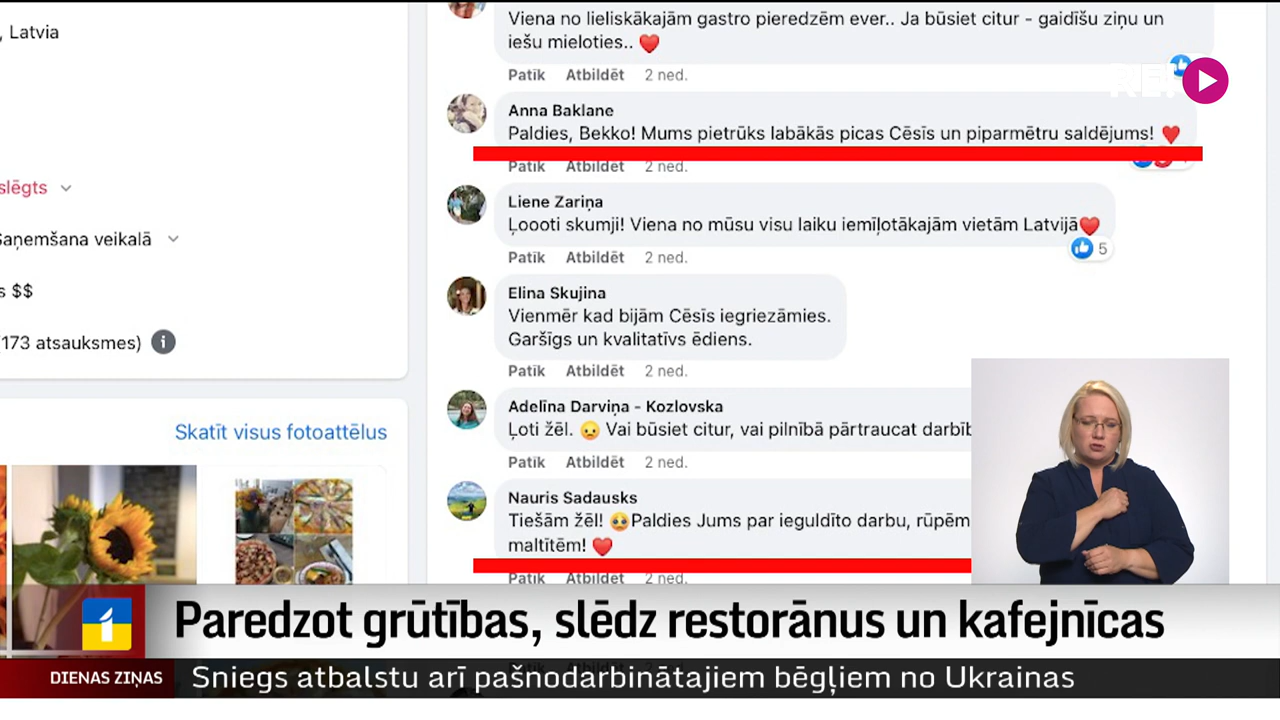 , Latvia
slēgts
Saņemšana veikalā
s $$
(173 atsauksmes)
Skatīt visus fotoattēlus
Viena no lieliskākajām gastro pieredzēm ever.. Ja būsiet citur - gaidīšu ziņu un
iešu mieloties.. ❤️
Patīk Atbildēt 2 ned.
Anna Baklane
Paldies, Bekko! Mums pietrūks labākās picas Cēsīs un piparmētru saldējums! ❤️
Patīk Atbildēt 2 ned.
Liene Zariņa
Ļoooti skumji! Viena no mūsu visu laiku iemīļotākajām vietām Latvijā❤️
5
Patīk Atbildēt 2 ned.
Elina Skujina
Vienmēr kad bijām Cēsīs iegriezāmies.
Garšīgs un kvalitatīvs ēdiens.
Patīk Atbildēt 2 ned.
Adelīna Darviņa - Kozlovska
Ļoti žēl. 😞 Vai būsiet citur, vai pilnībā pārtraucat darbīb
Patīk Atbildēt 2 ned.
Nauris Sadausks
Tiešām žēl! 🥺Paldies Jums par ieguldīto darbu, rūpēm
maltītēm! ❤️
Patīk Atbildēt 2 ned.
1
Paredzot grūtības, slēdz restorānus un kafejnīcas
DIENAS ZIŅAS
Sniegs atbalstu arī pašnodarbinātajiem bēgļiem no Ukrainas